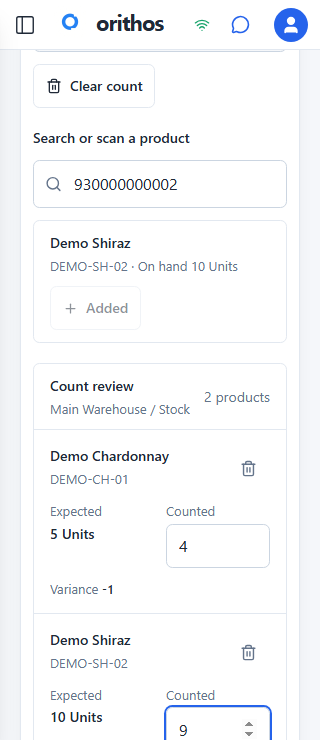 orithos
Clear count
Search or scan a product
930000000002
Demo Shiraz
DEMO-SH-02 · On hand 10 Units
+ Added
Count review
2 products
Main Warehouse / Stock
Demo Chardonnay
DEMO-CH-01
Expected Counted
5 Units
4
Variance -1
Demo Shiraz
DEMO-SH-02
Expected Counted
10 Units
9